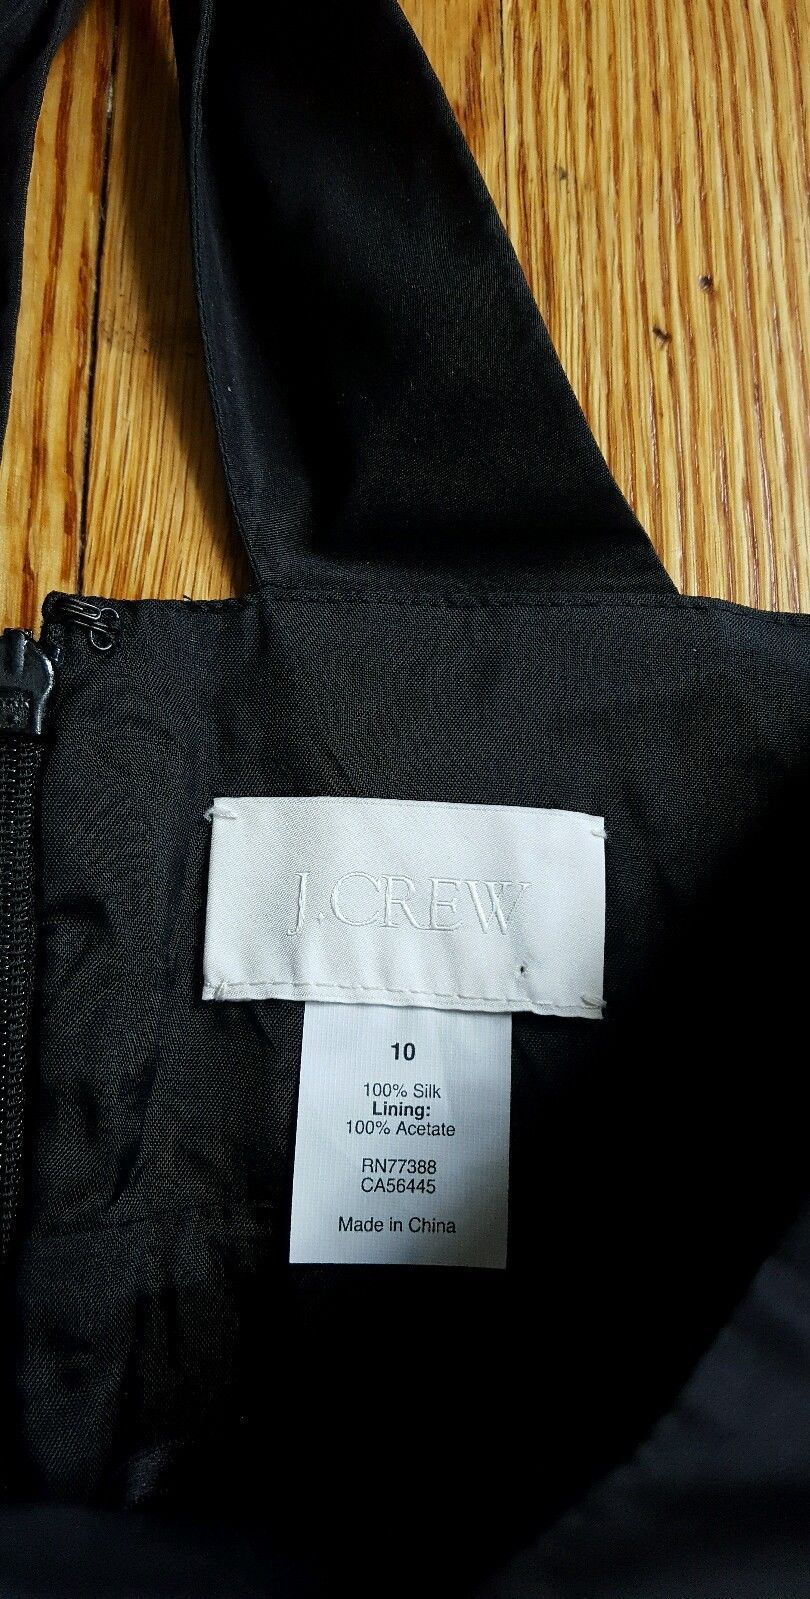 J.CREW
10
100% Silk
Lining:
100% Acetate
RN77388
CA56445
Made in China